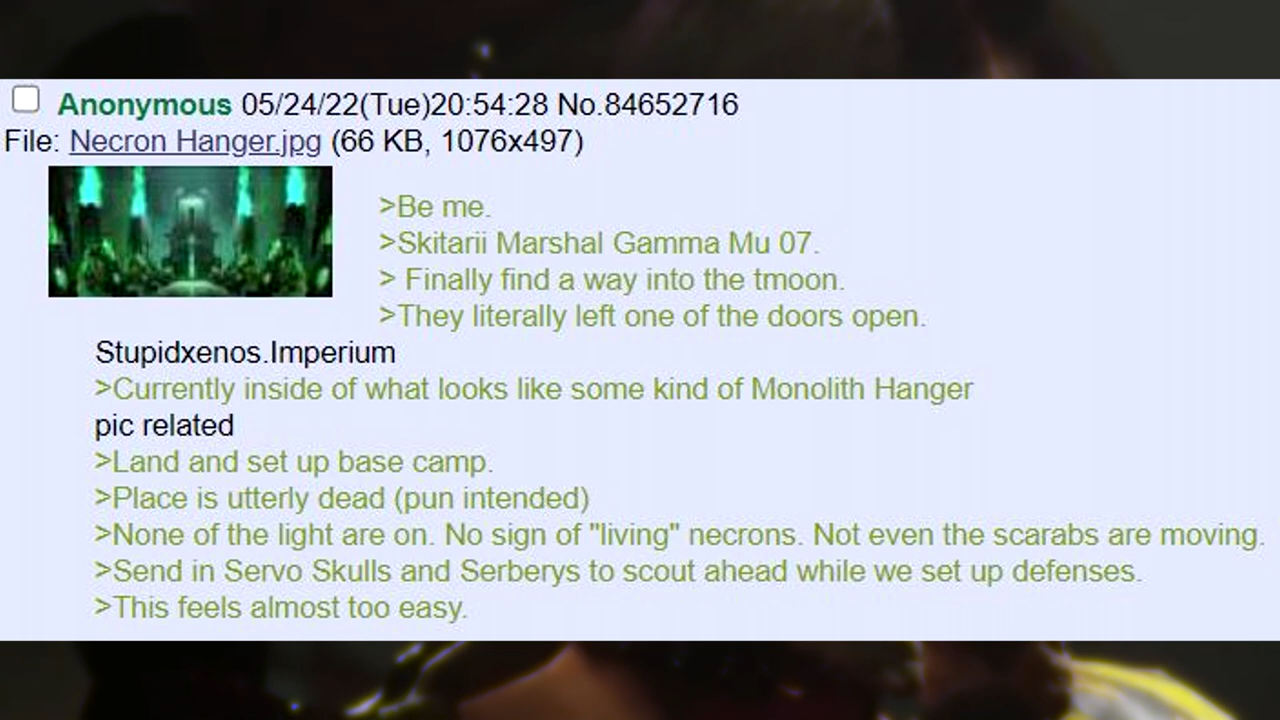 Anonymous 05/24/22(Tue)20:54:28 No.84652716
File: Necron Hanger.jpg (66 KB, 1076x497)
>Be me.
>Skitarii Marshal Gamma Mu 07.
> Finally find a way into the tmoon.
>They literally left one of the doors open.
Stupidxenos.Imperium
>Currently inside of what looks like some kind of Monolith Hanger
pic related
>Land and set up base camp.
>Place is utterly dead (pun intended)
>None of the light are on. No sign of "living" necrons. Not even the scarabs are moving.
>Send in Servo Skulls and Serberys to scout ahead while we set up defenses.
>This feels almost too easy.